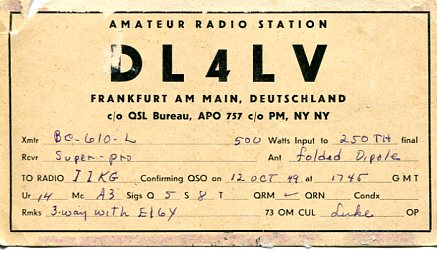 AMATEUR RADIO STATION
DL4LV
FRANKFURT AM MAIN, DEUTSCHLAND
c/o QSL Bureau, APO 757 c/o PM, NY NY
Xmtr BC-610-L 500 Watts Input to 250TH final
Rcvr Super-pro Ant folded Dipole
TO RADIO I1KG Confirming QSO on 12 OCT 49 at 1745 GMT
Ur 14 Mc A3 Sigs Q 5 S 8 T QRM QRN Condx
Rmks 3-way with EI6X 73 OM CUL Luke OP